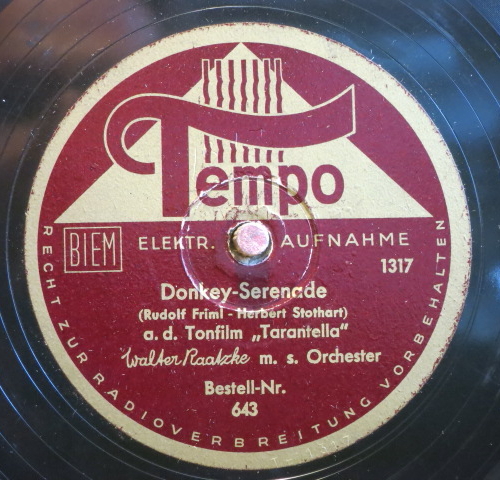 Tempo
BIEM ELEKTR. AUFNAHME
1317
Donkey-Serenade
(Rudolf Friml - Herbert Stothart)
a. d. Tonfilm „Tarantella"
Walter Raatzke m. s. Orchester
Bestell-Nr.
643
RECHT ZUR RADIOVERBREITUNG VORBEHALTEN